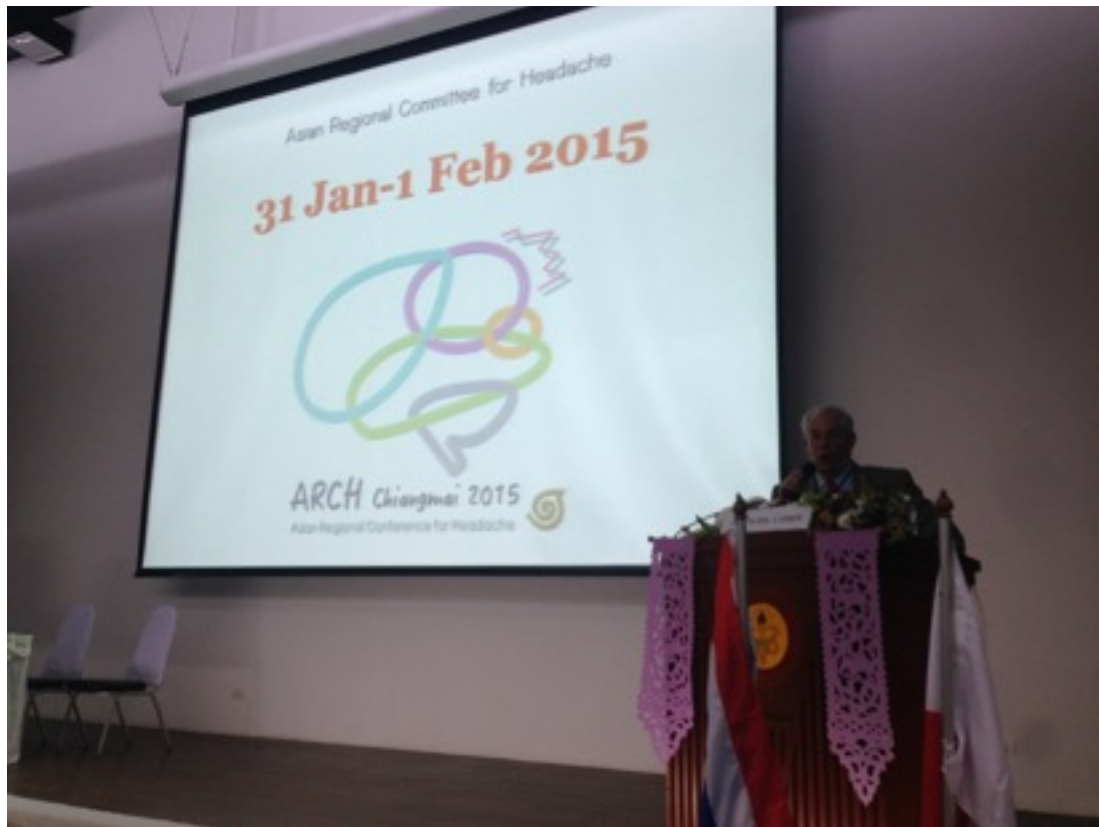 Asian Regional Committee for Headache
31 Jan-1 Feb 2015
ARCH Chiangmai 2015
Asian Regional Conference for Headache